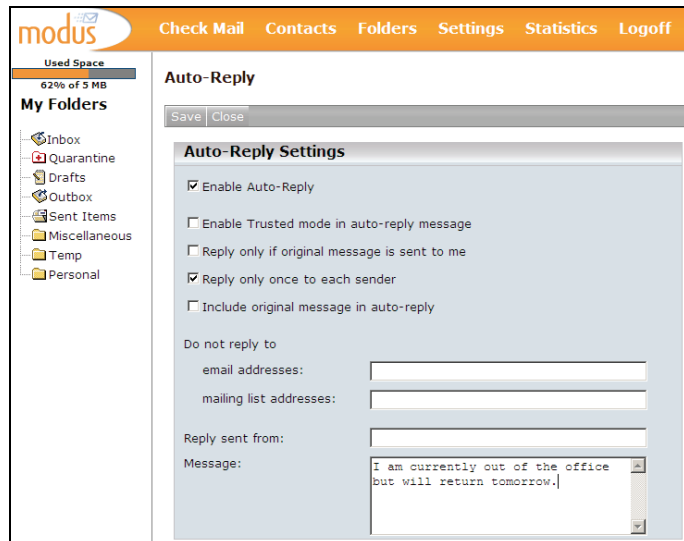 modus
Check Mail Contacts Folders Settings Statistics Logoff
Used Space
62% of 5 MB
My Folders
Inbox
Quarantine
Drafts
Outbox
Sent Items
Miscellaneous
Temp
Personal
Auto-Reply
Save Close
Auto-Reply Settings
Enable Auto-Reply
Enable Trusted mode in auto-reply message
Reply only if original message is sent to me
Reply only once to each sender
Include original message in auto-reply
Do not reply to
email addresses:
mailing list addresses:
Reply sent from:
Message:
I am currently out of the office
but will return tomorrow.